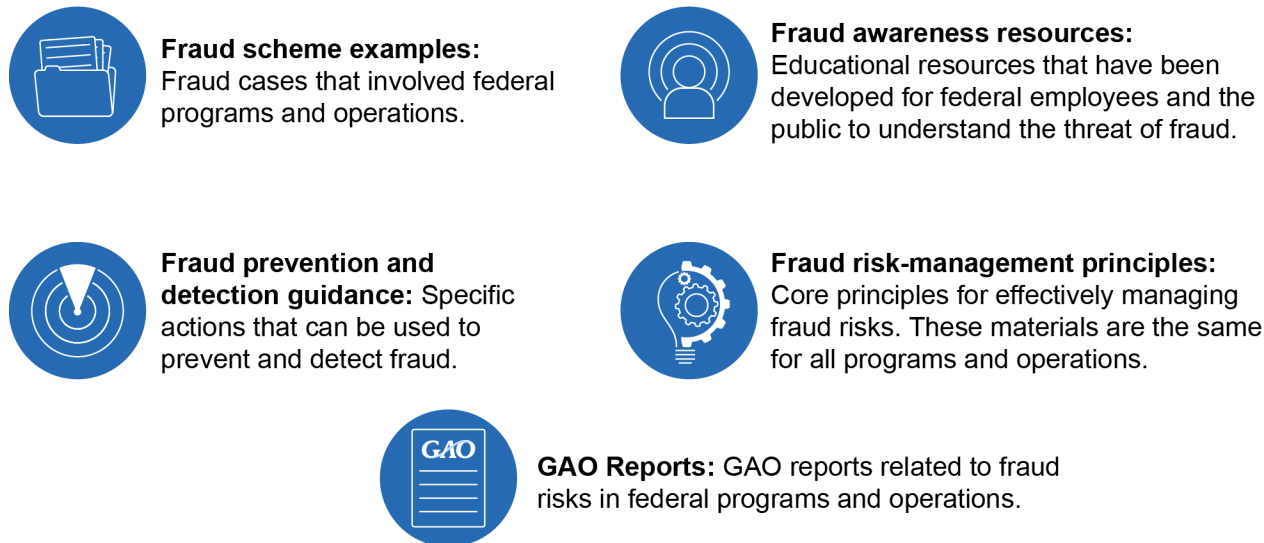 Fraud scheme examples:
Fraud cases that involved federal
programs and operations.
Fraud awareness resources:
Educational resources that have been
developed for federal employees and the
public to understand the threat of fraud.
Fraud prevention and
detection guidance: Specific
actions that can be used to
prevent and detect fraud.
Fraud risk-management principles:
Core principles for effectively managing
fraud risks. These materials are the same
for all programs and operations.
GAO
GAO Reports: GAO reports related to fraud
risks in federal programs and operations.